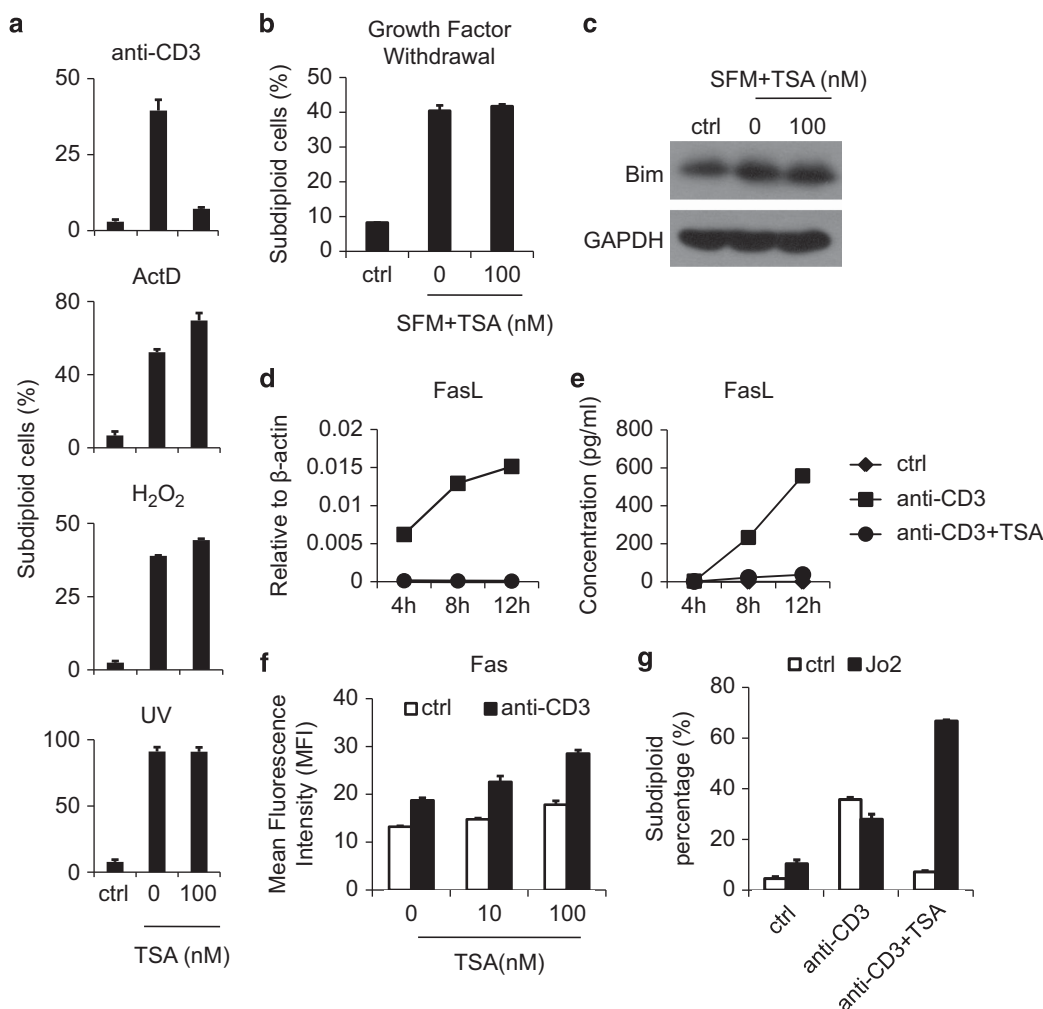 a
anti-CD3
50
25
0
ActD
80
40
0
H2O2
50
25
0
UV
100
50
0
ctrl 0 100
TSA (nM)
Subdiploid cells (%)
b
Growth Factor
Withdrawal
Subdiploid cells (%)
50
40
30
20
10
0
ctrl 0 100
SFM+TSA (nM)
c
SFM+TSA (nM)
ctrl 0 100
Bim
GAPDH
d
FasL
Relative to β-actin
0.02
0.015
0.01
0.005
0
4h 8h 12h
e
FasL
Concentration (pg/ml)
800
600
400
200
0
4h 8h 12h
ctrl
anti-CD3
anti-CD3+TSA
f
Fas
ctrl anti-CD3
Mean Fluorescence
Intensity (MFI)
40
30
20
10
0
0 10 100
TSA(nM)
g
ctrl Jo2
Subdiploid
percentage (%)
80
60
40
20
0
ctrl
anti-CD3
anti-CD3+TSA